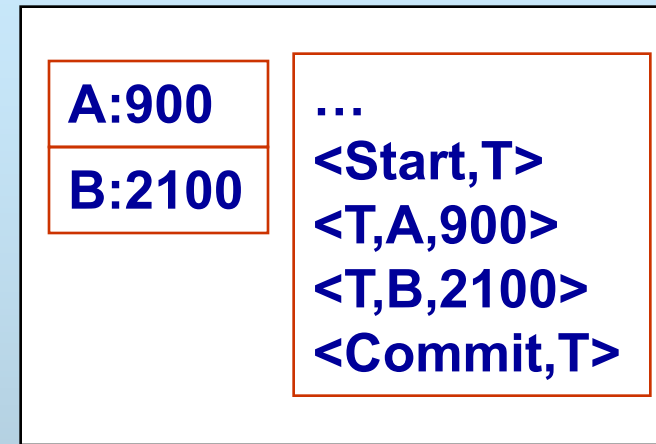 A:900
B:2100
…
<Start,T>
<T,A,900>
<T,B,2100>
<Commit,T>